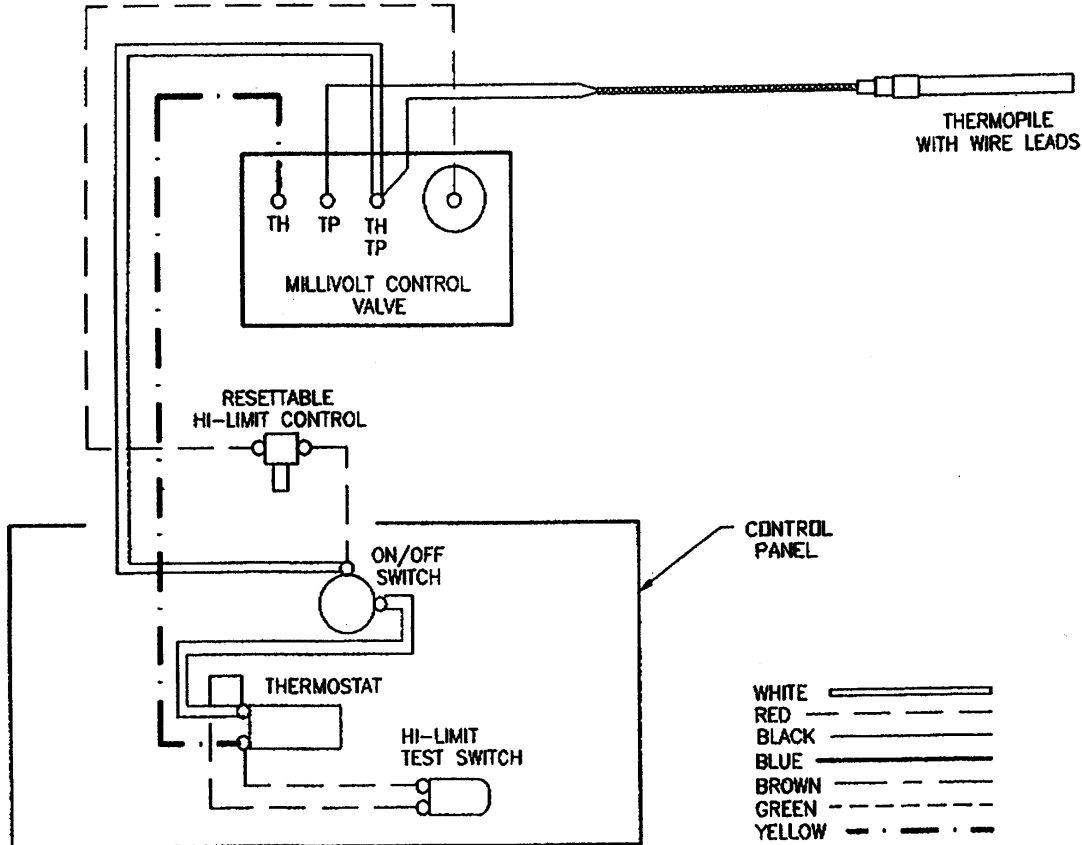 THERMOPILE
WITH WIRE LEADS
TH
TP
TH
TP
MILLIVOLT CONTROL
VALVE
RESETTABLE
HI-LIMIT CONTROL
CONTROL
PANEL
ON/OFF
SWITCH
THERMOSTAT
HI-LIMIT
TEST SWITCH
WHITE
RED
BLACK
BLUE
BROWN
GREEN
YELLOW